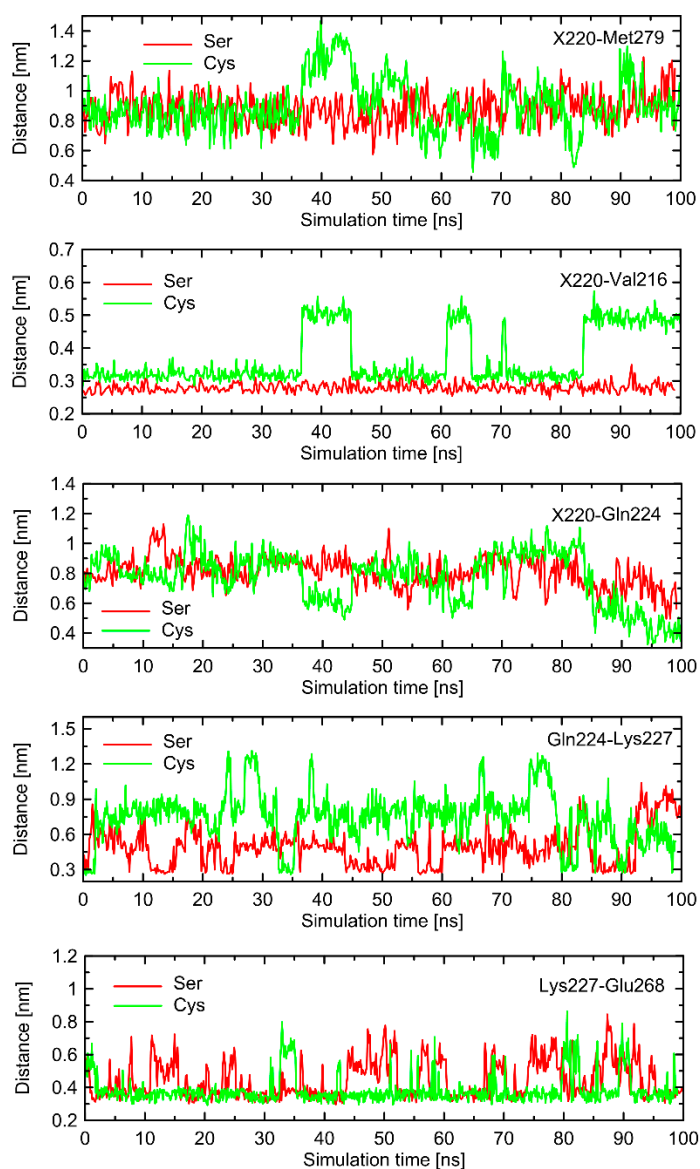 1.4
1.2
1.0
0.8
0.6
0.4
Distance [nm]
Ser
Cys
X220-Met279
0 10 20 30 40 50 60 70 80 90 100
Simulation time [ns]
0.7
0.6
0.5
0.4
0.3
0.2
Distance [nm]
Ser
Cys
X220-Val216
0 10 20 30 40 50 60 70 80 90 100
Simulation time [ns]
1.4
1.2
1.0
0.8
0.6
0.4
Distance [nm]
X220-Gln224
Ser
Cys
0 10 20 30 40 50 60 70 80 90 100
Simulation time [ns]
1.5
1.2
0.9
0.6
0.3
Distance [nm]
Ser
Cys
Gln224-Lys227
0 10 20 30 40 50 60 70 80 90 100
Simulation time [ns]
1.2
1.0
0.8
0.6
0.4
0.2
Distance [nm]
Ser
Cys
Lys227-Glu268
0 10 20 30 40 50 60 70 80 90 100
Simulation time [ns]